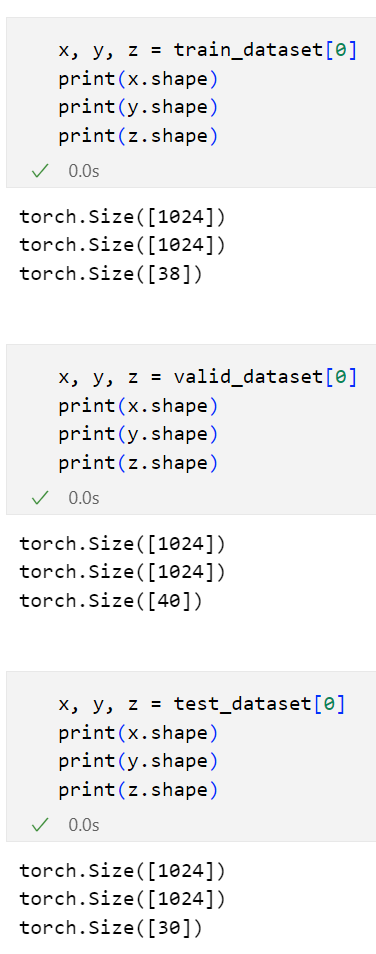 x, y, z = train_dataset[0]
print(x.shape)
print(y.shape)
print(z.shape)
0.0s
torch.Size([1024])
torch.Size([1024])
torch.Size([38])
x, y, z = valid_dataset[0]
print(x.shape)
print(y.shape)
print(z.shape)
0.0s
torch.Size([1024])
torch.Size([1024])
torch.Size([40])
x, y, z = test_dataset[0]
print(x.shape)
print(y.shape)
print(z.shape)
0.0s
torch.Size([1024])
torch.Size([1024])
torch.Size([30])